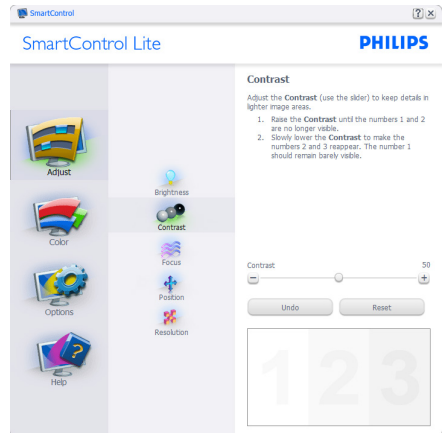 SmartControl
SmartControl Lite
PHILIPS
Adjust
Color
Options
Help
Brightness
Contrast
Focus
Position
Resolution
Contrast
Adjust the Contrast (use the slider) to keep details in
lighter image areas.
1. Raise the Contrast until the numbers 1 and 2
are no longer visible.
2. Slowly lower the Contrast to make the
numbers 2 and 3 reappear. The number 1
should remain barely visible.
Contrast 50
Undo Reset
1 2 3